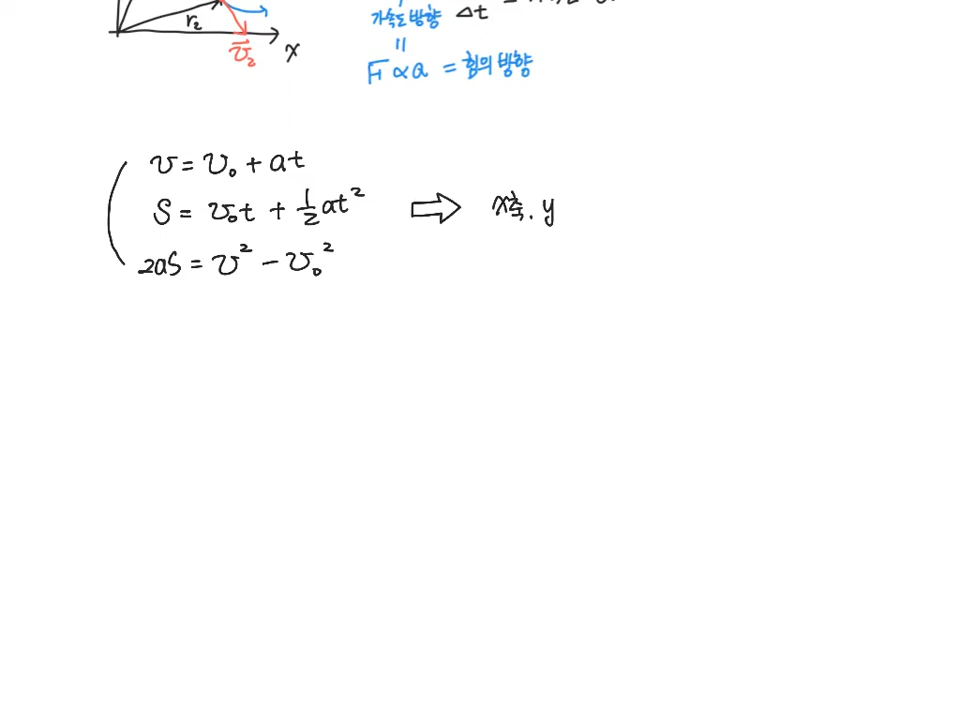 r₂
v̅₂
x
가속도 방향 Δt
=
F ∝ a = 힘의 방향
v = v₀ + at
S = v₀t + ½at²
⇨ x축, y
2aS = v² − v₀²